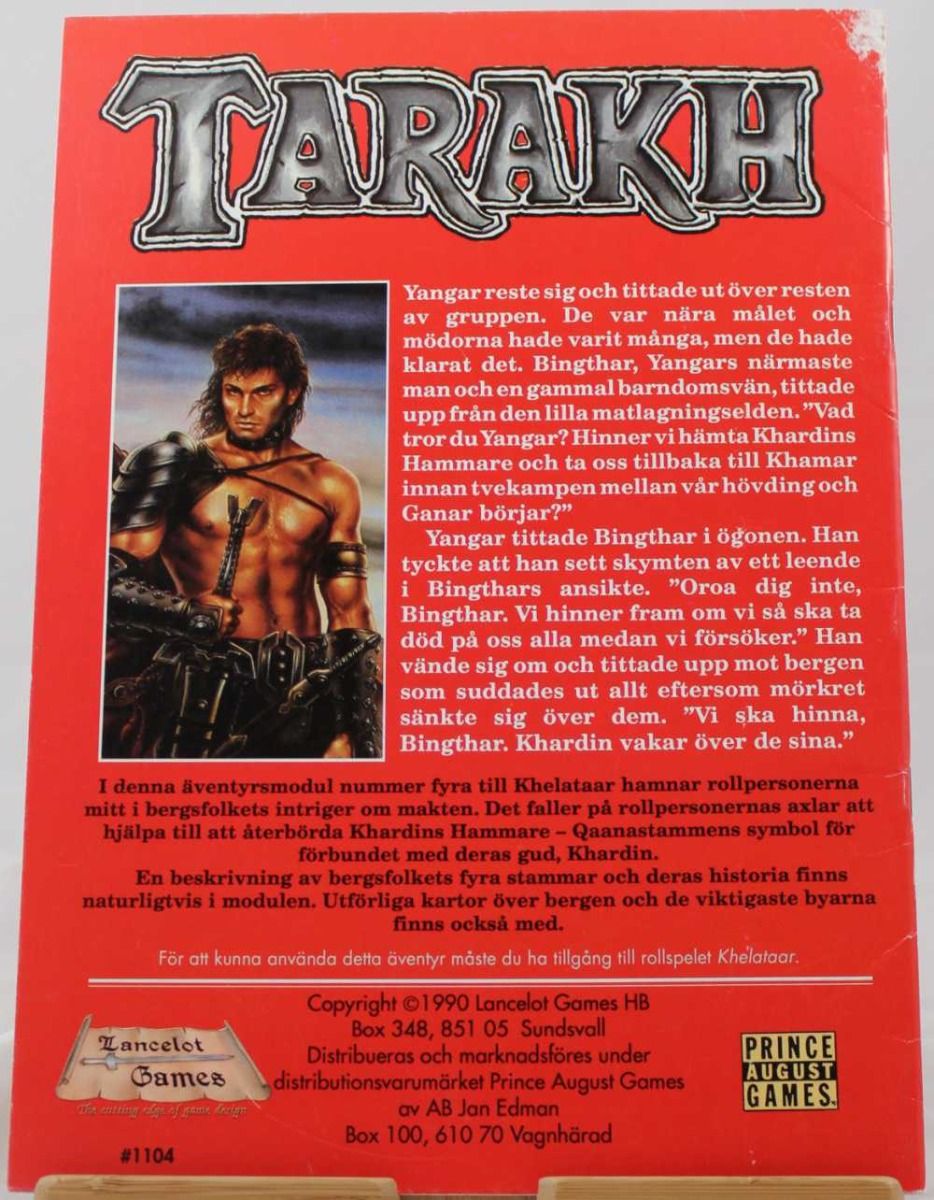 TARAKH
Yangar reste sig och tittade ut över resten
av gruppen. De var nära målet och
mödorna hade varit många, men de hade
klarat det. Bingthar, Yangars närmaste
man och en gammal barndomsvän, tittade
upp från den lilla matlagningselden. ”Vad
tror du Yangar? Hinner vi hämta Khardins
Hammare och ta oss tillbaka till Khamar
innan tvekampen mellan vår hövding och
Ganar börjar?”
Yangar tittade Bingthar i ögonen. Han
tyckte att han sett skymten av ett leende
i Bingthars ansikte. ”Oroa dig inte,
Bingthar. Vi hinner fram om vi så ska ta
död på oss alla medan vi försöker.” Han
vände sig om och tittade upp mot bergen
som suddades ut allt eftersom mörkret
sänkte sig över dem. ”Vi ska hinna,
Bingthar. Khardin vakar över de sina.”
I denna äventyrsmodul nummer fyra till Khelataar hamnar rollpersonerna
mitt i bergsfolkets intriger om makten. Det faller på rollpersonernas axlar att
hjälpa till att återbörda Khardins Hammare – Qaanastammens symbol för
förbundet med deras gud, Khardin.
En beskrivning av bergsfolkets fyra stammar och deras historia finns
naturligtvis i modulen. Utförliga kartor över bergen och de viktigaste byarna
finns också med.
För att kunna använda detta äventyr måste du ha tillgång till rollspelet Khelataar.
Copyright ©1990 Lancelot Games HB
Box 348, 851 05 Sundsvall
Distribueras och marknadsföres under
distributionsvarumärket Prince August Games
av AB Jan Edman
Box 100, 610 70 Vagnhärad
Lancelot
Games
The cutting edge of game design
#1104
PRINCE
AUGUST
GAMES